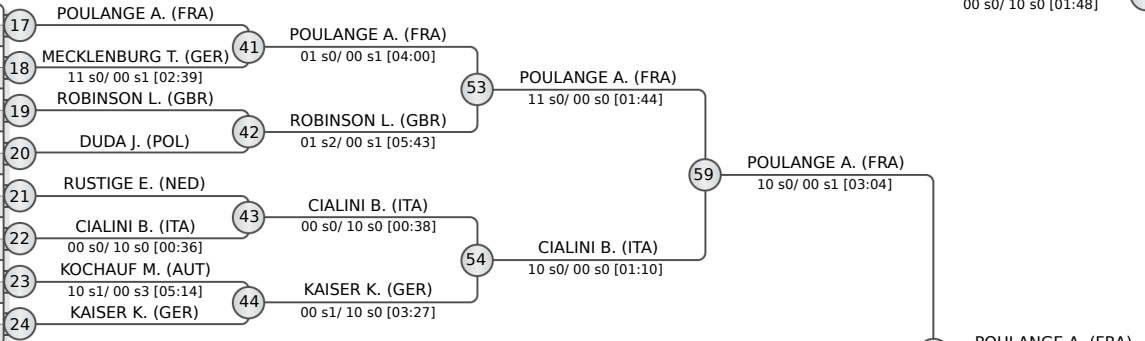 00 s0/ 10 s0 [01:48]
17
POULANGE A. (FRA)
18
MECKLENBURG T. (GER)
11 s0/ 00 s1 [02:39]
19
ROBINSON L. (GBR)
20
DUDA J. (POL)
21
RUSTIGE E. (NED)
22
CIALINI B. (ITA)
00 s0/ 10 s0 [00:36]
23
KOCHAUF M. (AUT)
10 s1/ 00 s3 [05:14]
24
KAISER K. (GER)
41
POULANGE A. (FRA)
01 s0/ 00 s1 [04:00]
42
ROBINSON L. (GBR)
01 s2/ 00 s1 [05:43]
43
CIALINI B. (ITA)
00 s0/ 10 s0 [00:38]
44
KAISER K. (GER)
00 s1/ 10 s0 [03:27]
53
POULANGE A. (FRA)
11 s0/ 00 s0 [01:44]
54
CIALINI B. (ITA)
10 s0/ 00 s0 [01:10]
59
POULANGE A. (FRA)
10 s0/ 00 s1 [03:04]
POULANGE A. (FRA)